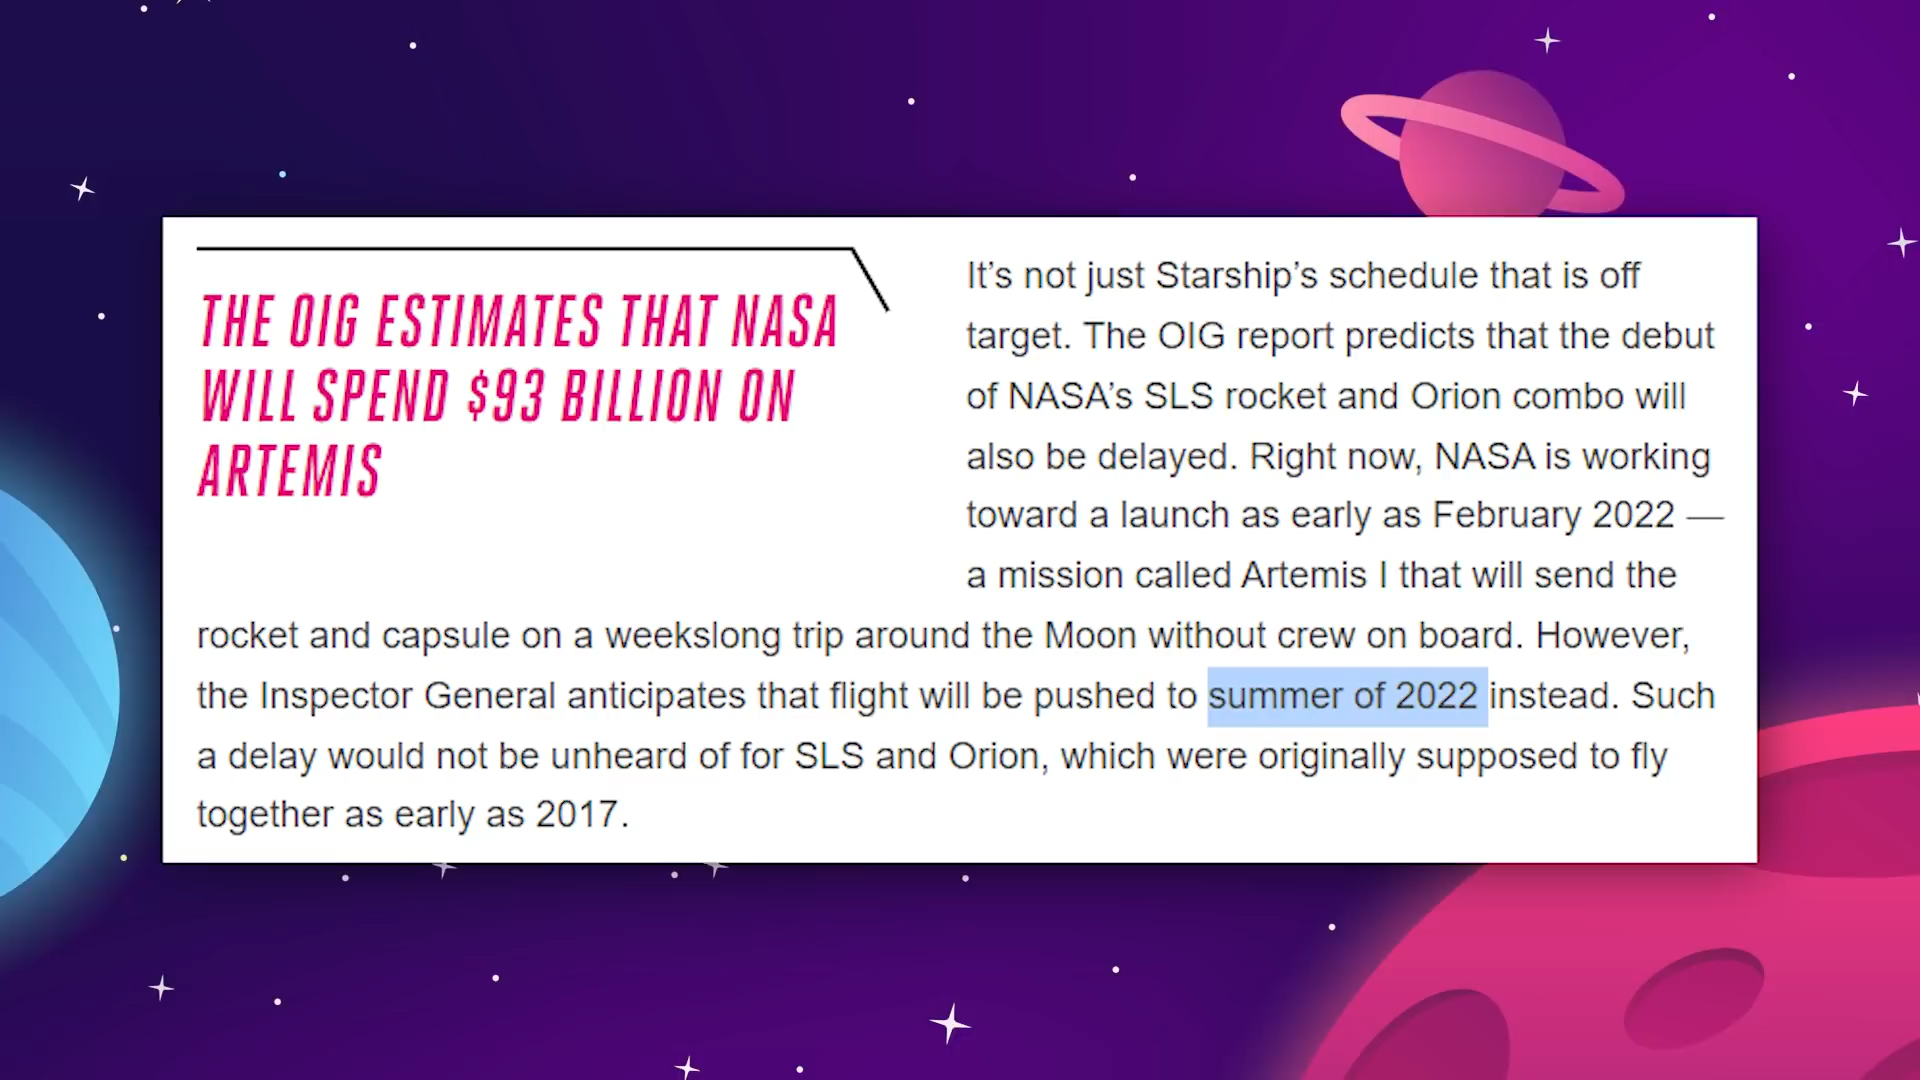 THE OIG ESTIMATES THAT NASA
WILL SPEND $93 BILLION ON
ARTEMIS
It’s not just Starship’s schedule that is off
target. The OIG report predicts that the debut
of NASA’s SLS rocket and Orion combo will
also be delayed. Right now, NASA is working
toward a launch as early as February 2022 —
a mission called Artemis I that will send the
rocket and capsule on a weekslong trip around the Moon without crew on board. However,
the Inspector General anticipates that flight will be pushed to summer of 2022 instead. Such
a delay would not be unheard of for SLS and Orion, which were originally supposed to fly
together as early as 2017.